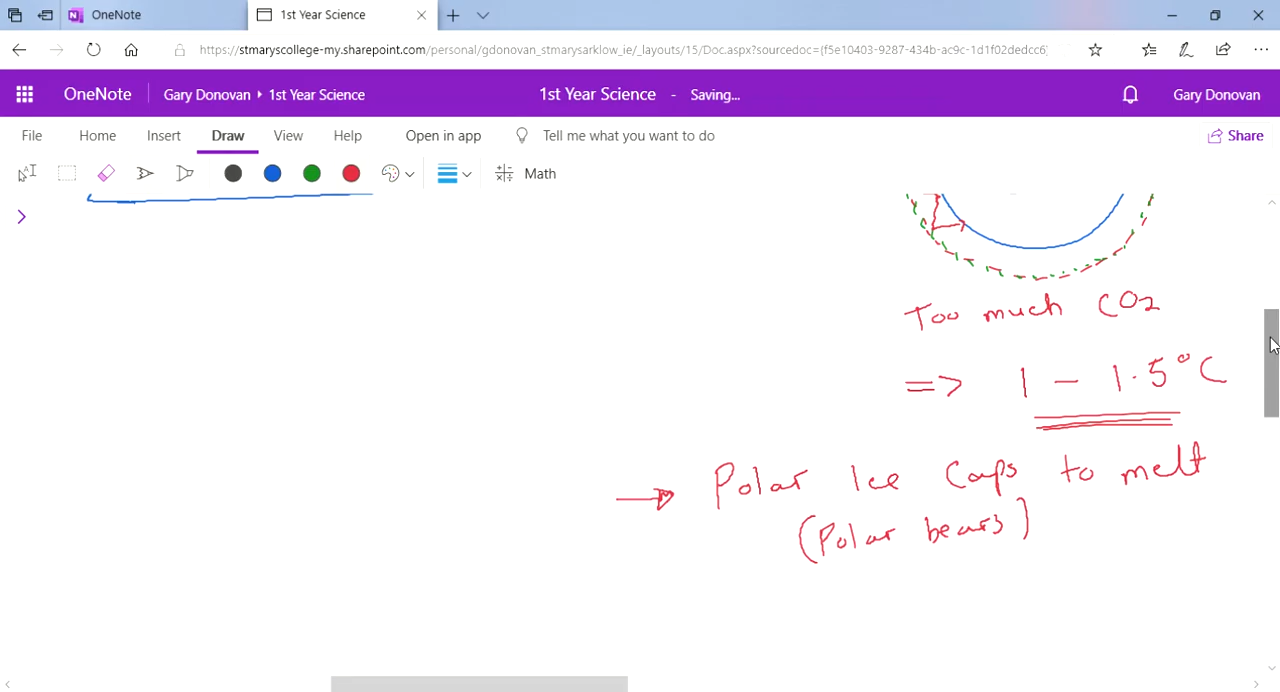 OneNote
1st Year Science
https://stmaryscollege-my.sharepoint.com/personal/gdonovan_stmarysarklow_ie/_layouts/15/Doc.aspx?sourcedoc={f5e10403-9287-434b-ac9c-1d1f02dedcc6}
OneNote Gary Donovan 1st Year Science 1st Year Science - Saving... Gary Donovan
File Home Insert Draw View Help Open in app Tell me what you want to do Share
Math
Too much CO2
=> 1 - 1.5°C
→ Polar Ice Caps to melt
(Polar bears)